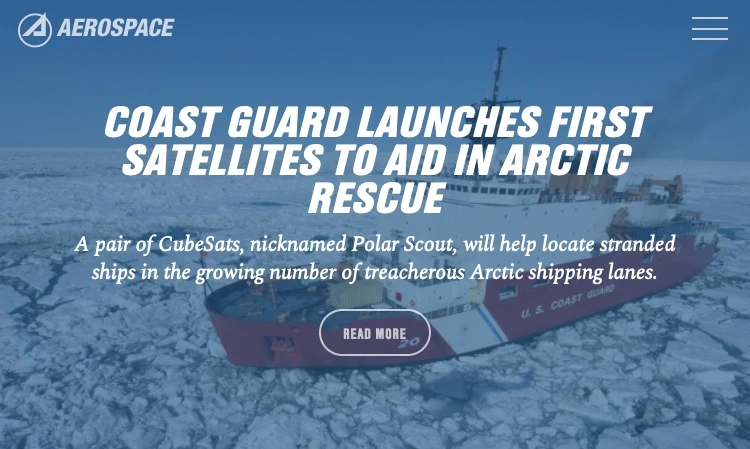 AEROSPACE
COAST GUARD LAUNCHES FIRST
SATELLITES TO AID IN ARCTIC
RESCUE
A pair of CubeSats, nicknamed Polar Scout, will help locate stranded
ships in the growing number of treacherous Arctic shipping lanes.
U. S. COAST GUARD
READ MORE
20